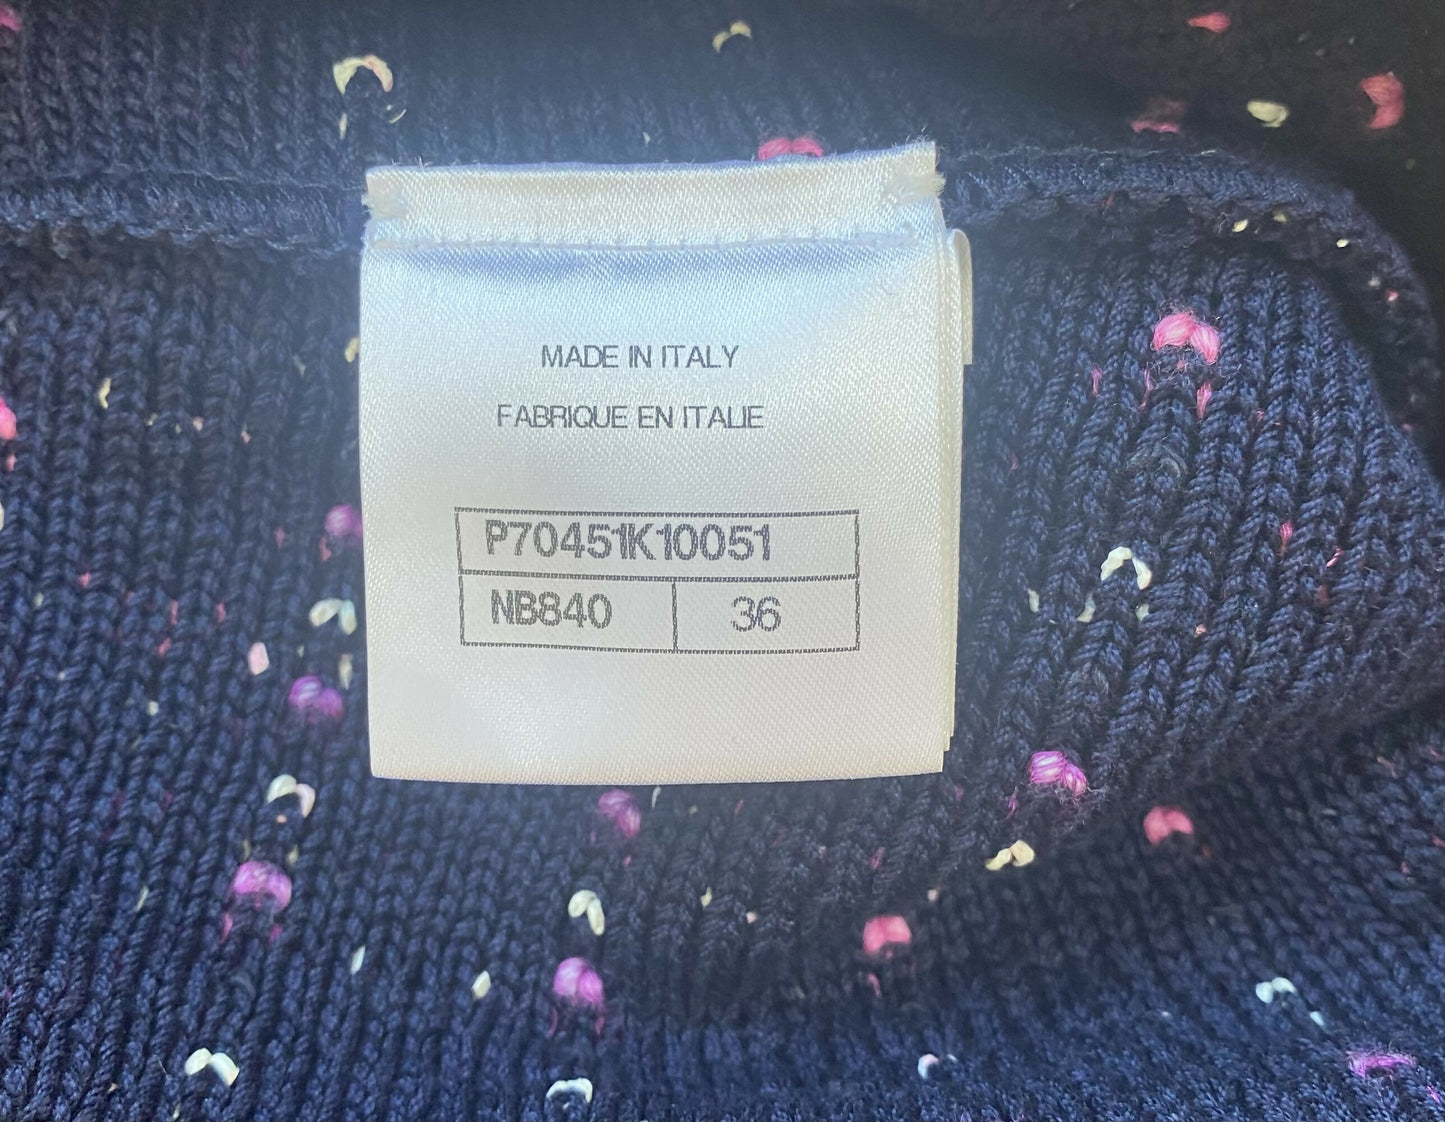 MADE IN ITALY
FABRIQUE EN ITALIE
P70451K10051
NB840 36